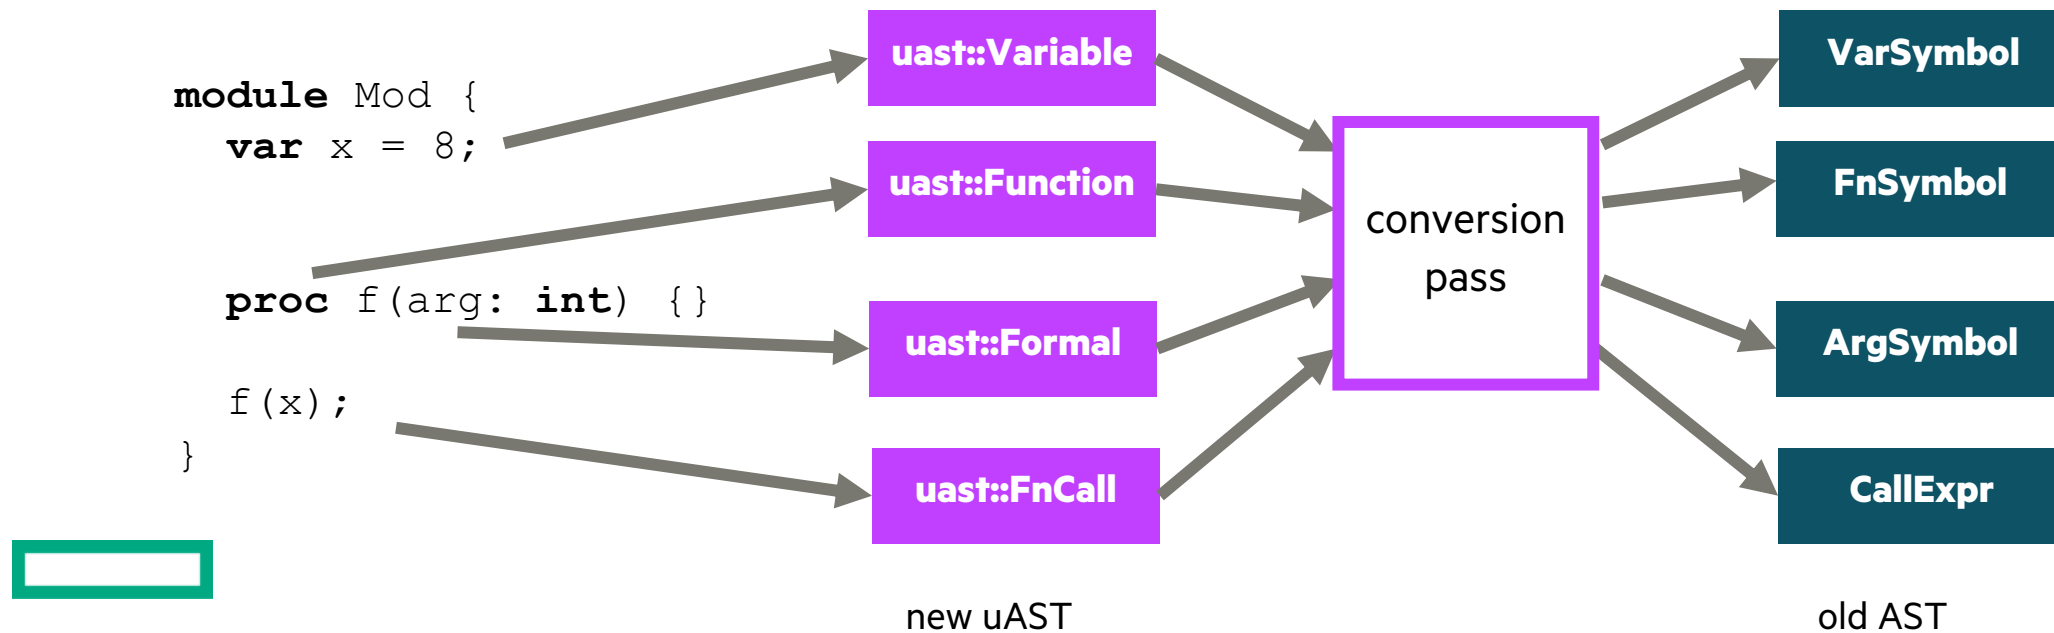 module Mod {
var x = 8;
proc f(arg: int) {}
f(x);
}
uast::Variable
uast::Function
uast::Formal
uast::FnCall
new uAST
conversion
pass
VarSymbol
FnSymbol
ArgSymbol
CallExpr
old AST